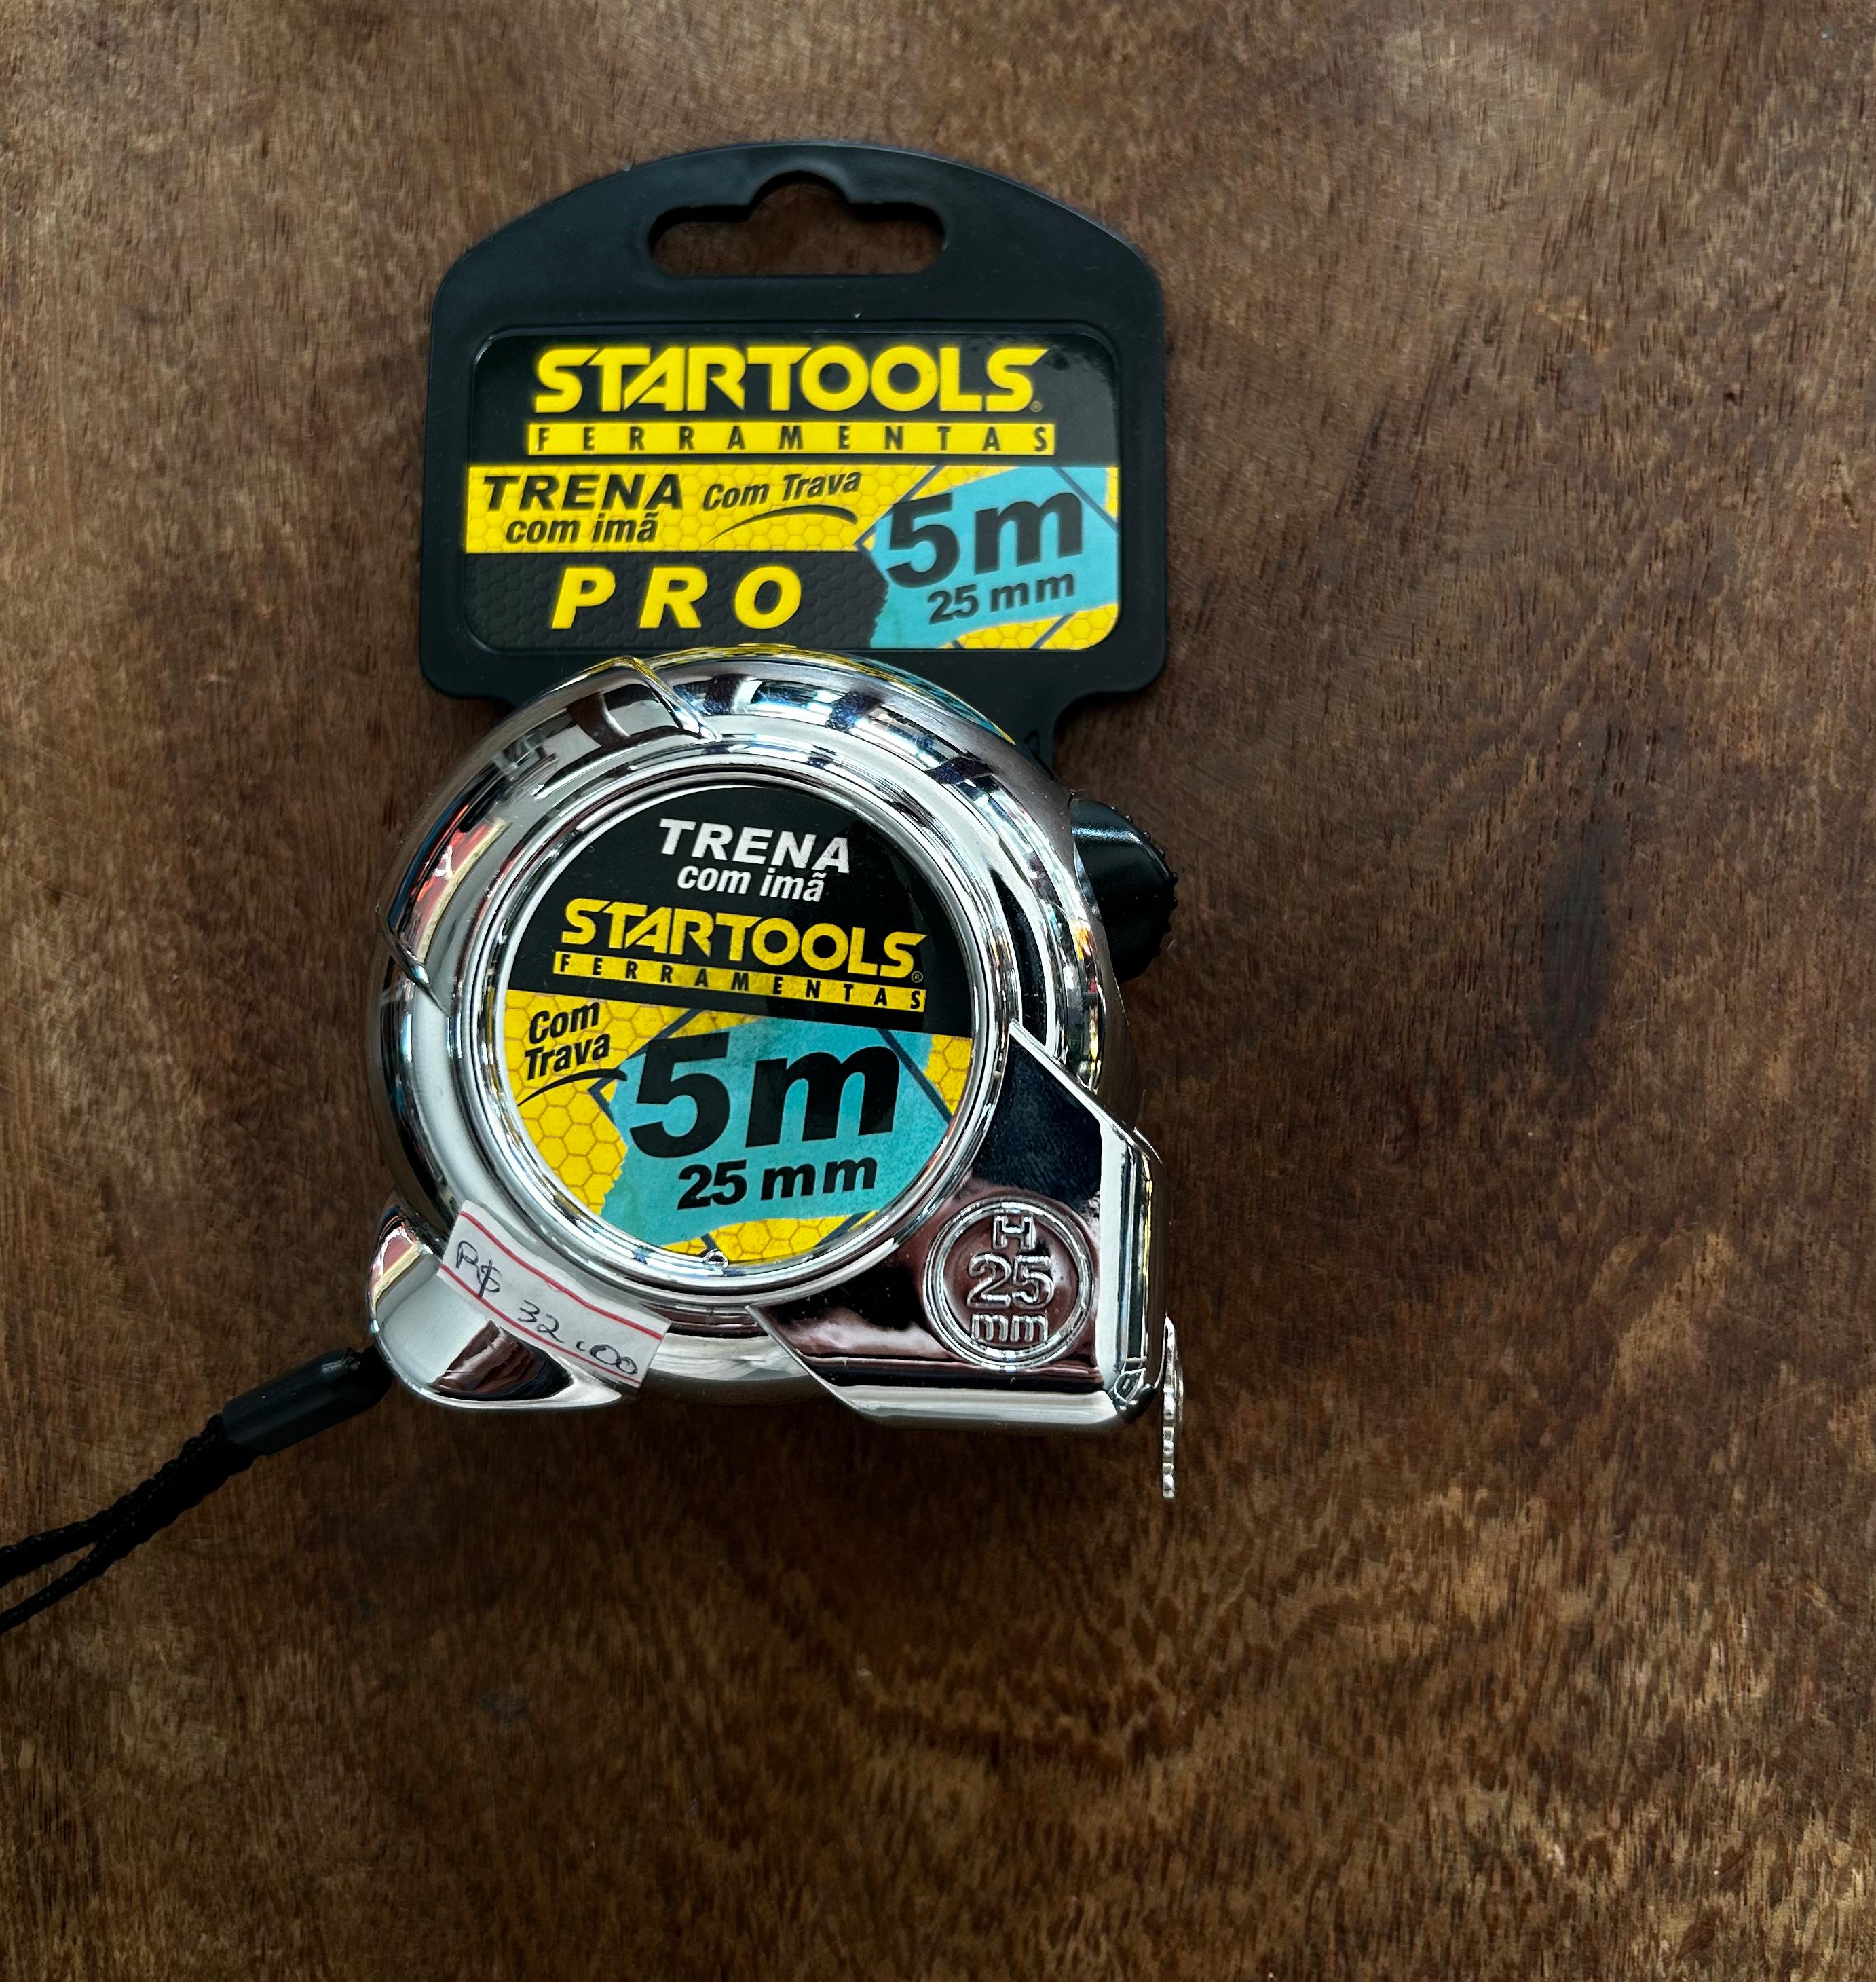 STARTOOLS®
FERRAMENTAS
TRENA Com Trava
com imã
5m
25 mm
PRO
TRENA
com imã
STARTOOLS®
FERRAMENTAS
Com
Trava
5m
25 mm
H
25
mm
R$ 32,00